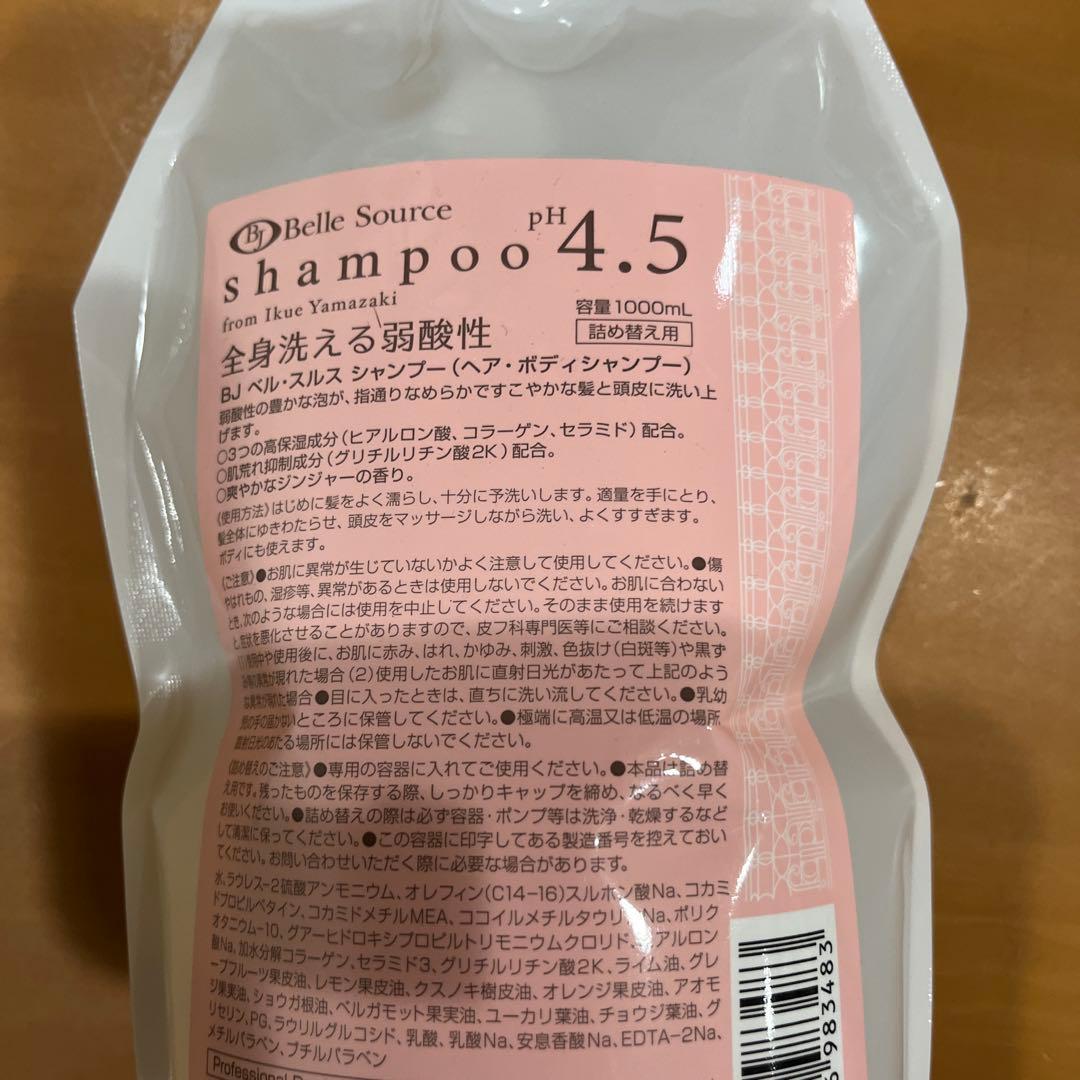 BJ Belle Source
shampoo pH 4.5
from Ikue Yamazaki
容量1000mL
全身洗える弱酸性
詰め替え用
BJ ベル・スルス シャンプー(ヘア・ボディシャンプー)
弱酸性の豊かな泡が、指通りなめらかですこやかな髪と頭皮に洗い上
げます。
○3つの高保湿成分(ヒアルロン酸、コラーゲン、セラミド)配合。
○肌荒れ抑制成分(グリチルリチン酸2K)配合。
○爽やかなジンジャーの香り。
《使用方法》はじめに髪をよく濡らし、十分に予洗いします。適量を手にとり、
髪全体にゆきわたらせ、頭皮をマッサージしながら洗い、よくすすぎます。
ボディにも使えます。
《ご注意》●お肌に異常が生じていないかよく注意して使用してください。●傷
やはれもの、湿疹等、異常があるときは使用しないでください。お肌に合わない
とき、次のような場合には使用を中止してください。そのまま使用を続けます
と、症状を悪化させることがありますので、皮フ科専門医等にご相談ください。
(1)使用中や使用後に、お肌に赤み、はれ、かゆみ、刺激、色抜け(白斑等)や黒ず
み等の異常が現れた場合(2)使用したお肌に直射日光があたって上記のよう
な異常が現れた場合●目に入ったときは、直ちに洗い流してください。●乳幼
児の手の届かないところに保管してください。●極端に高温又は低温の場所
直射日光のあたる場所には保管しないでください。
《詰め替えのご注意》●専用の容器に入れてご使用ください。●本品は詰め替
え用です。残ったものを保存する際、しっかりキャップを締め、なるべく早く
お使いください。●詰め替えの際は必ず容器・ポンプ等は洗浄・乾燥するなど
して清潔に保ってください。●この容器に印字してある製造番号を控えておい
てください。お問い合わせいただく際に必要な場合があります。
水、ラウレス-2硫酸アンモニウム、オレフィン(C14-16)スルホン酸Na、コカミ
ドプロピルベタイン、コカミドメチルMEA、ココイルメチルタウリンNa、ポリク
オタニウム-10、グアーヒドロキシプロピルトリモニウムクロリド、ヒアルロン
酸Na、加水分解コラーゲン、セラミド3、グリチルリチン酸2K、ライム油、グレ
ープフルーツ果皮油、レモン果皮油、クスノキ樹皮油、オレンジ果皮油、アオモ
ジ果実油、ショウガ根油、ベルガモット果実油、ユーカリ葉油、チョウジ葉油、グ
リセリン、PG、ラウリルグルコシド、乳酸、乳酸Na、安息香酸Na、EDTA-2Na、
メチルパラベン、プチルパラベン
Professional
983483